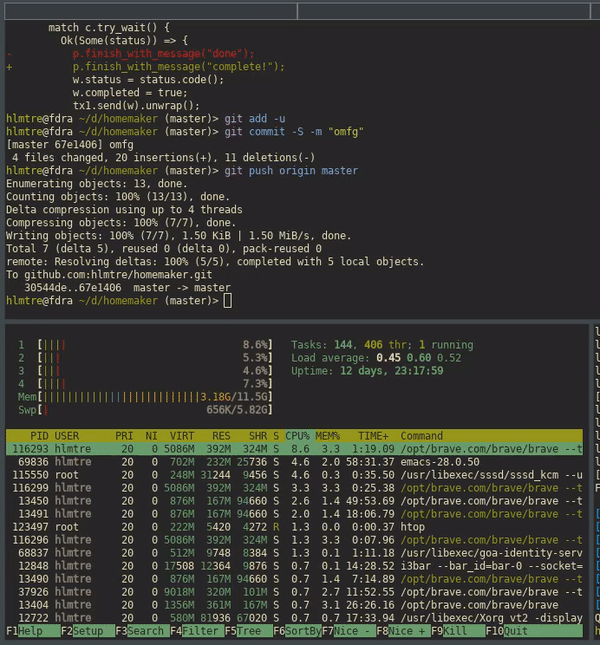 match c.try_wait() {
Ok(Some(status)) => {
- p.finish_with_message("done");
+ p.finish_with_message("complete!");
w.status = status.code();
w.completed = true;
tx1.send(w).unwrap();
hlmtre@fdra ~/d/homemaker (master)> git add -u
hlmtre@fdra ~/d/homemaker (master)> git commit -S -m "omfg"
[master 67e1406] omfg
4 files changed, 20 insertions(+), 11 deletions(-)
hlmtre@fdra ~/d/homemaker (master)> git push origin master
Enumerating objects: 13, done.
Counting objects: 100% (13/13), done.
Delta compression using up to 4 threads
Compressing objects: 100% (7/7), done.
Writing objects: 100% (7/7), 1.50 KiB | 1.50 MiB/s, done.
Total 7 (delta 5), reused 0 (delta 0), pack-reused 0
remote: Resolving deltas: 100% (5/5), completed with 5 local objects.
To github.com:hlmtre/homemaker.git
30544de..67e1406 master -> master
hlmtre@fdra ~/d/homemaker (master)>
1 [|||| 8.6%] Tasks: 144, 406 thr; 1 running
2 [||| 5.3%] Load average: 0.45 0.60 0.52
3 [||| 4.6%] Uptime: 12 days, 23:17:59
4 [|||| 7.3%]
Mem[|||||||||||||||||||||||||||||3.18G/11.5G]
Swp[| 656K/5.82G]
PID USER PRI NI VIRT RES SHR S CPU% MEM% TIME+ Command
116293 hlmtre 20 0 5086M 392M 324M S 8.6 3.3 1:19.09 /opt/brave.com/brave/brave --t
69836 hlmtre 20 0 702M 232M 25736 S 4.6 2.0 58:31.37 emacs-28.0.50
115550 root 20 0 248M 31244 9456 S 4.6 0.3 0:35.50 /usr/libexec/sssd/sssd_kcm --u
116299 hlmtre 20 0 5086M 392M 324M S 3.3 3.3 0:25.38 /opt/brave.com/brave/brave --t
13450 hlmtre 20 0 876M 167M 94660 S 2.6 1.4 49:53.69 /opt/brave.com/brave/brave --t
13491 hlmtre 20 0 876M 167M 94660 S 2.0 1.4 18:06.79 /opt/brave.com/brave/brave --t
123497 root 20 0 222M 5420 4272 R 1.3 0.0 0:00.37 htop
116296 hlmtre 20 0 5086M 392M 324M S 1.3 3.3 0:07.96 /opt/brave.com/brave/brave --t
68837 hlmtre 20 0 512M 9748 8384 S 1.3 0.1 1:11.18 /usr/libexec/goa-identity-serv
12848 hlmtre 20 0 17508 12364 9876 S 0.7 0.1 14:28.52 i3bar --bar_id=bar-0 --socket=
13490 hlmtre 20 0 876M 167M 94660 S 0.7 1.4 7:14.89 /opt/brave.com/brave/brave --t
37926 hlmtre 20 0 9018M 320M 101M S 0.7 2.7 11:52.55 /opt/brave.com/brave/brave --t
13404 hlmtre 20 0 1356M 361M 167M S 0.7 3.1 26:26.16 /opt/brave.com/brave/brave
12722 hlmtre 20 0 580M 81936 67020 S 0.7 0.7 17:33.94 /usr/libexec/Xorg vt2 -display
F1Help F2Setup F3Search F4Filter F5Tree F6SortBy F7Nice - F8Nice + F9Kill F10Quit